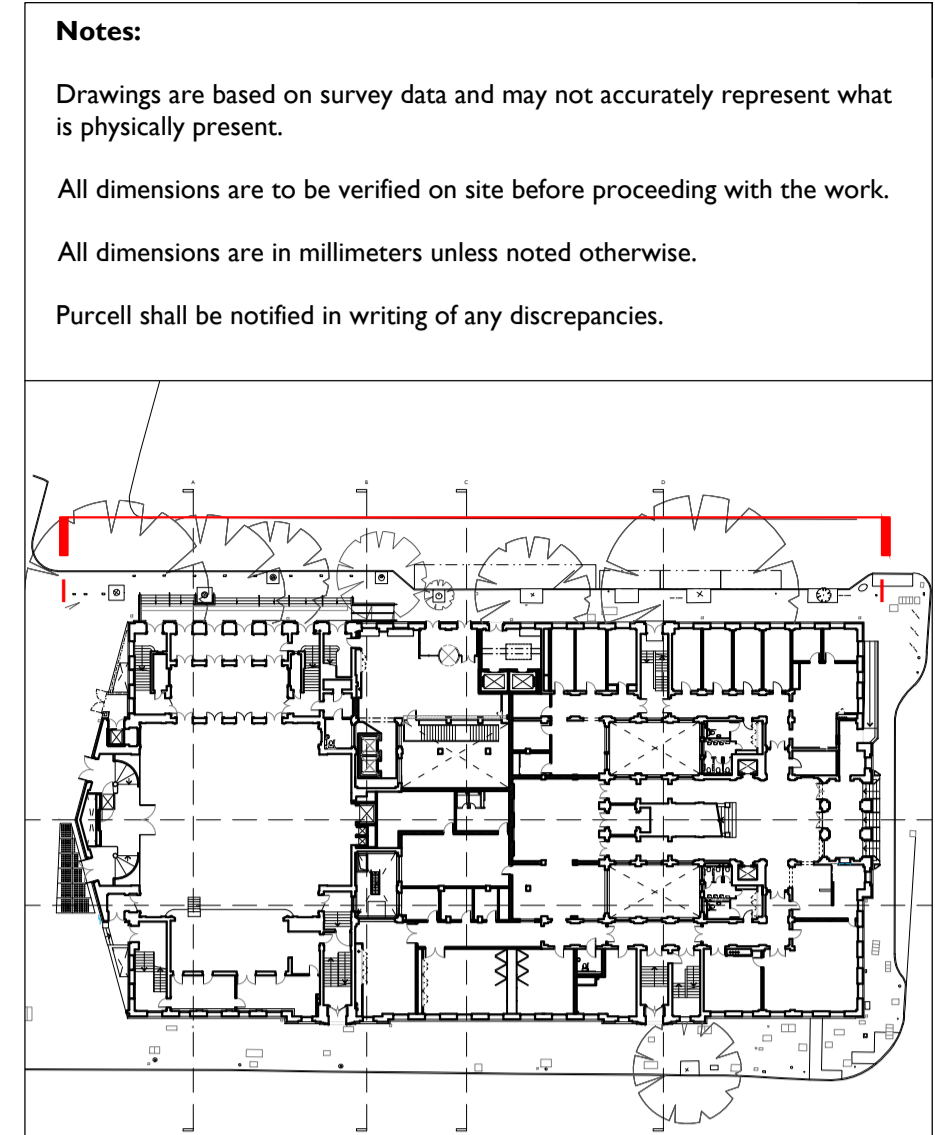 Notes:
Drawings are based on survey data and may not accurately represent what
is physically present.
All dimensions are to be verified on site before proceeding with the work.
All dimensions are in millimeters unless noted otherwise.
Purcell shall be notified in writing of any discrepancies.
A B C D